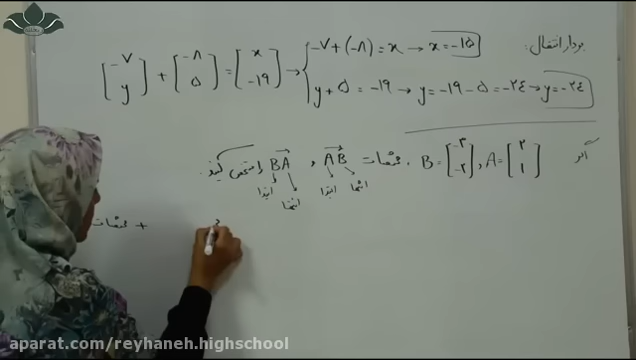 بردار انتقال:
[-۷ y] + [-۸ ۵] = [x -۱۹] → { -۷+(-۸)=x → x=-۱۵
y+۵=-۱۹ → y=-۱۹-۵=-۲۴ → y=-۲۴
اگر A=[۳ ۱] , B=[-۳ -۲] , مختصات AB , BA را مشخص کنید.
انتها ابتدا انتها ابتدا
+ مختصات
aparat.com/reyhaneh.highschool